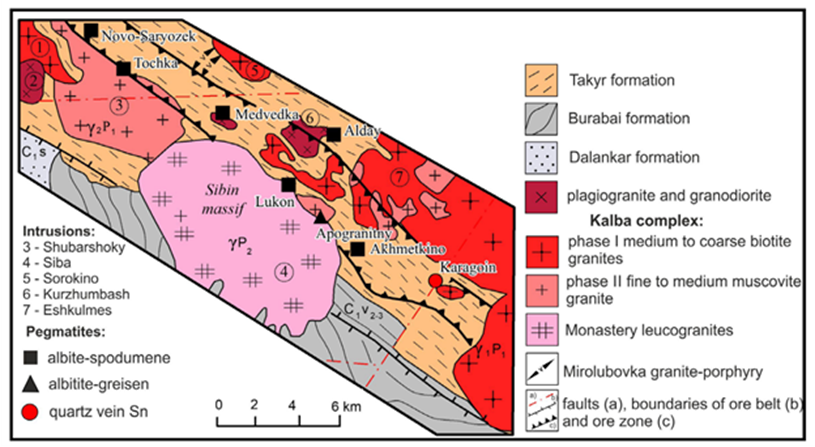 1
Novo-Saryozek
2
Tochka
3
γ₂P₁
5
Medvedka
6
Alday
C₁s
Sibin
massif
7
Lukon
γP₂
Apogranitny
Akhmetkino
4
Karagoin
C₁v₂₋₃
γ₁P₁
Intrusions:
3 - Shubarshoky
4 - Siba
5 - Sorokino
6 - Kurzhumbash
7 - Eshkulmes
Pegmatites:
albite-spodumene
albitite-greisen
quartz vein Sn
0 2 4 6 km
Takyr formation
Burabai formation
Dalankar formation
plagiogranite and granodiorite
Kalba complex:
phase I medium to coarse biotite
granites
phase II fine to medium muscovite
granite
Monastery leucogranites
Mirolubovka granite-porphyry
a)
c)
faults (a), boundaries of ore belt (b)
and ore zone (c)